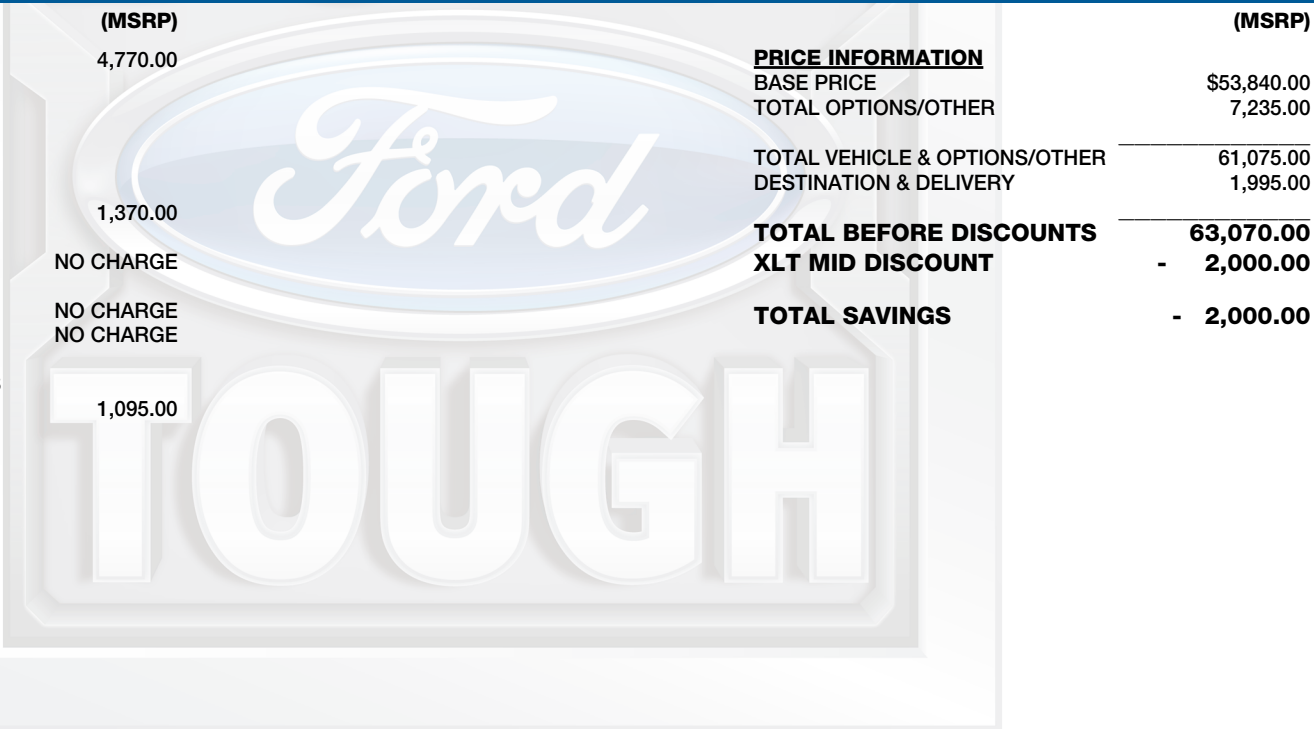 (MSRP)
4,770.00
1,370.00
NO CHARGE
NO CHARGE
NO CHARGE
1,095.00
Ford
TOUGH
(MSRP)
PRICE INFORMATION
BASE PRICE $53,840.00
TOTAL OPTIONS/OTHER 7,235.00
TOTAL VEHICLE & OPTIONS/OTHER 61,075.00
DESTINATION & DELIVERY 1,995.00
TOTAL BEFORE DISCOUNTS 63,070.00
XLT MID DISCOUNT - 2,000.00
TOTAL SAVINGS - 2,000.00